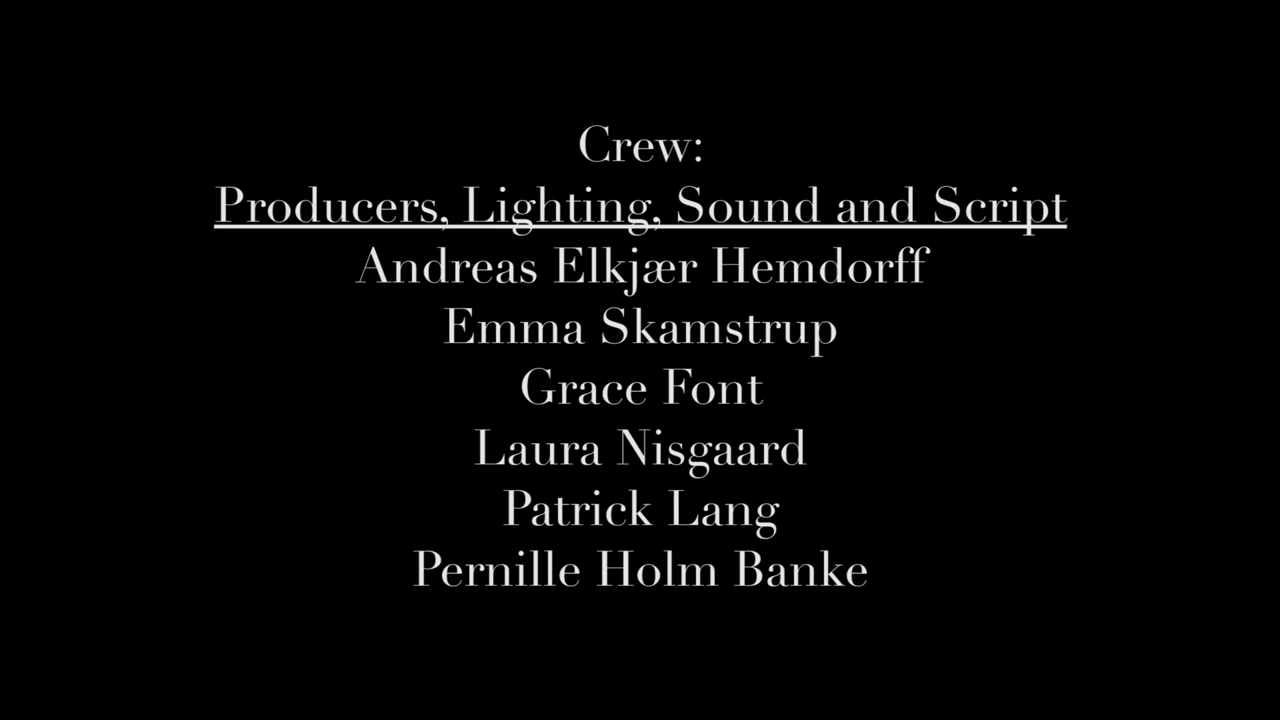 Crew:
Producers, Lighting, Sound and Script
Andreas Elkjær Hemdorff
Emma Skamstrup
Grace Font
Laura Nisgaard
Patrick Lang
Pernille Holm Banke